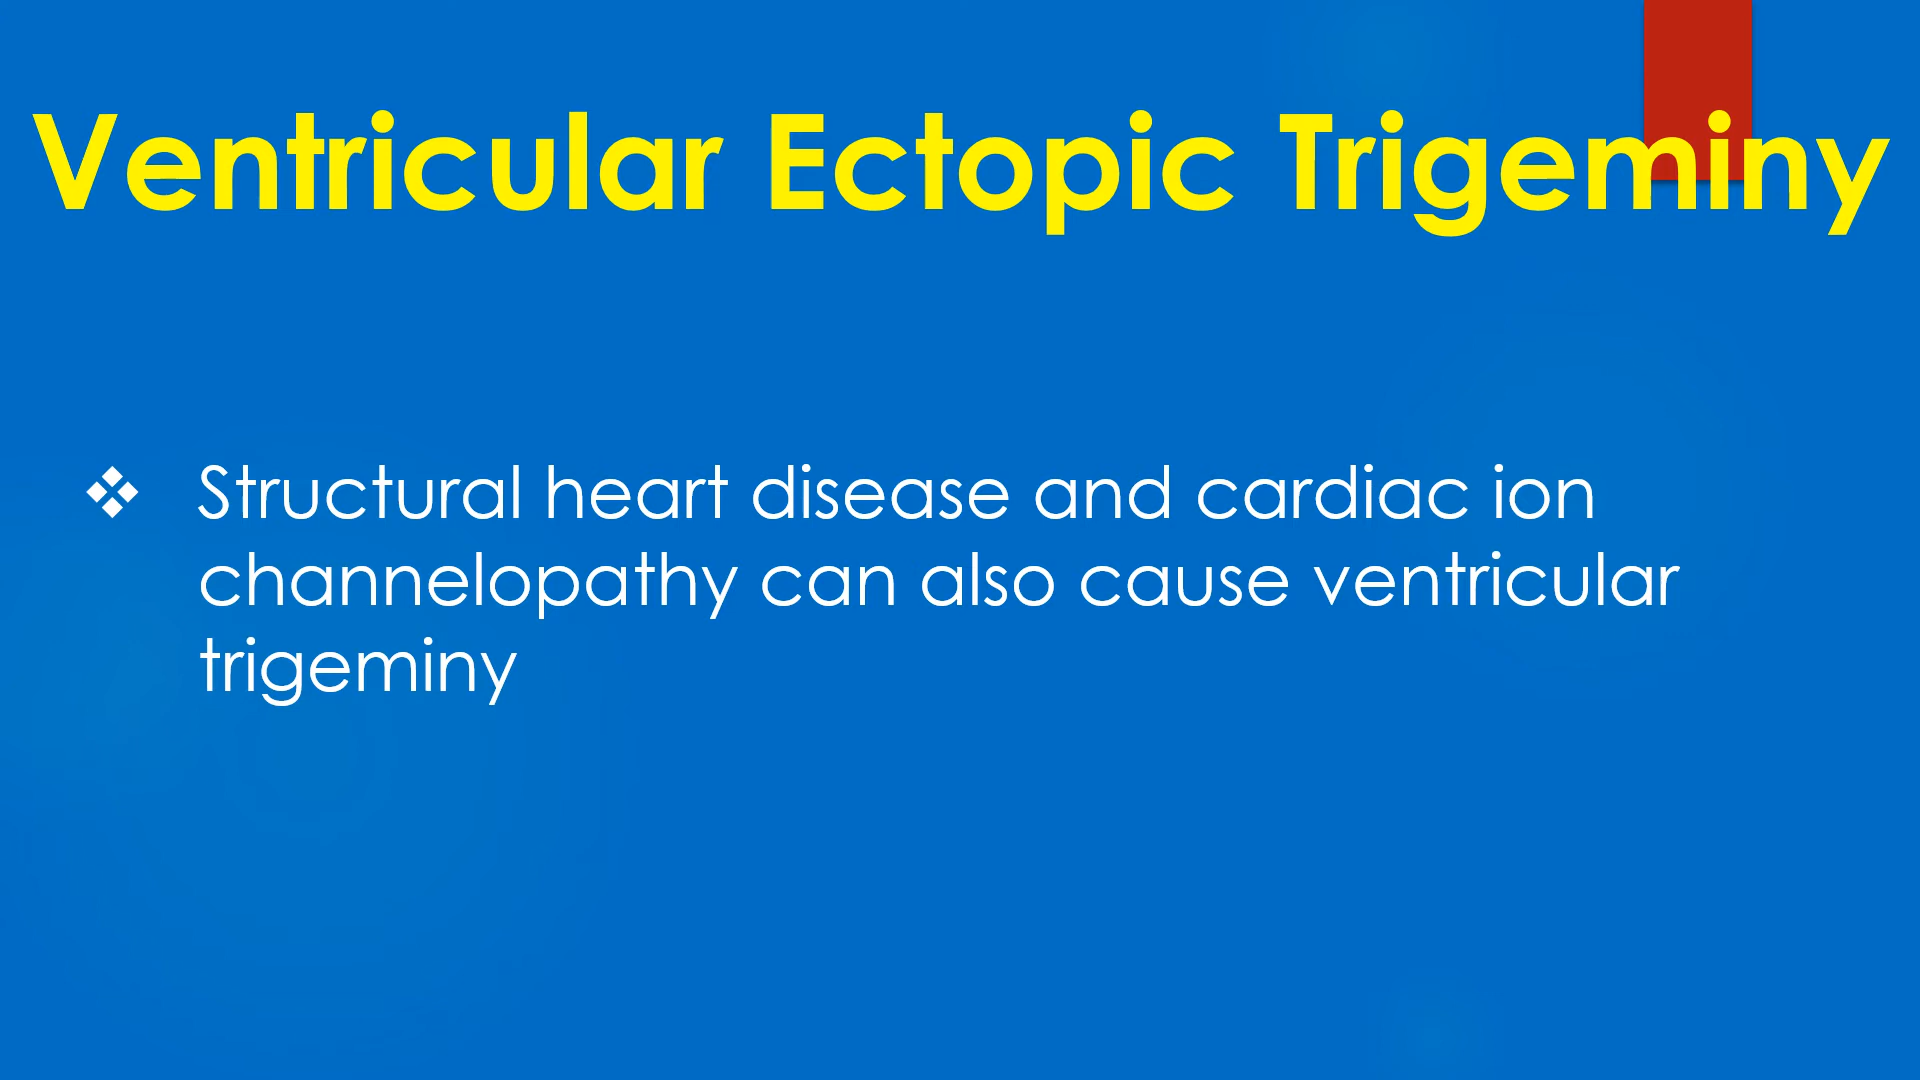 Ventricular Ectopic Trigeminy
❖ Structural heart disease and cardiac ion
channelopathy can also cause ventricular
trigeminy